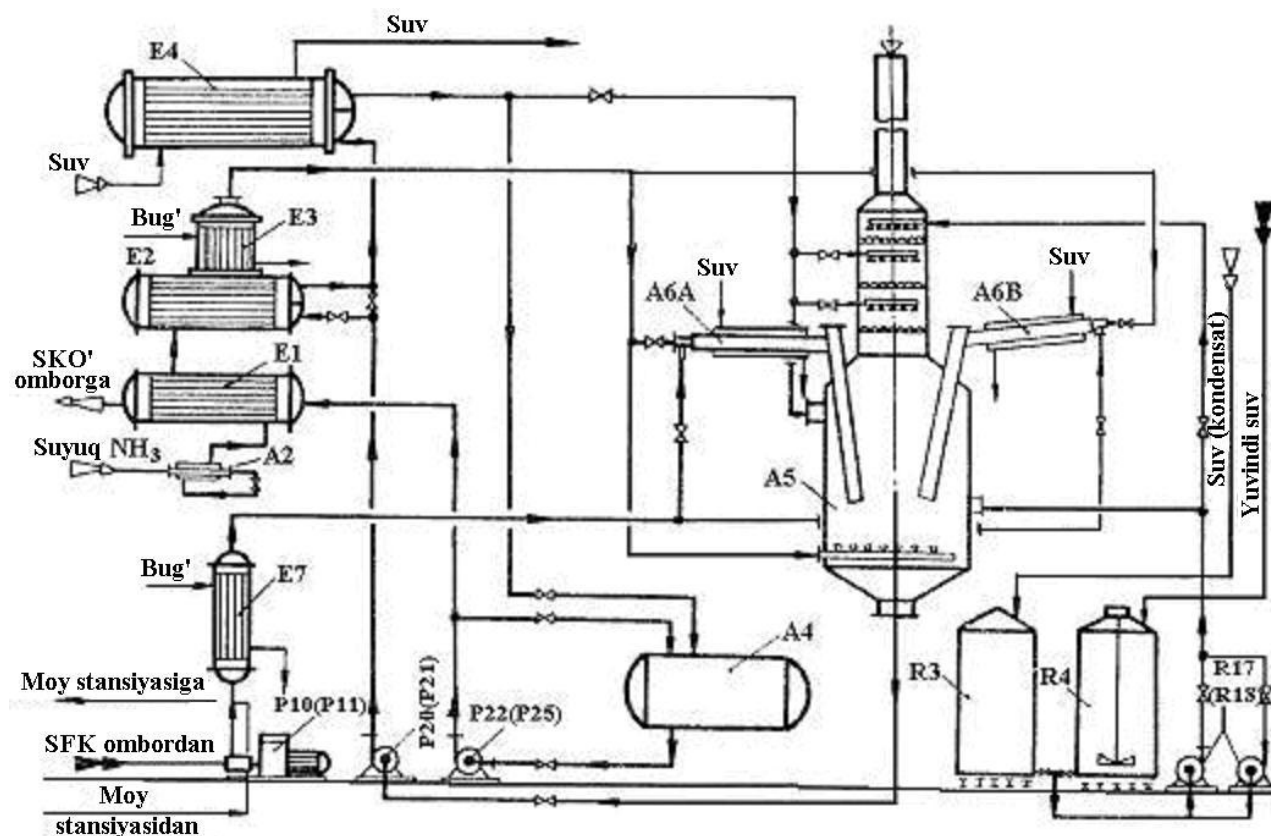 Suv
E4
Suv
Bug'
E3
E2
Suv
A6A
Suv
A6B
SKO'
omborga
E1
Suyuq NH₃
A2
Suv (kondensat)
Yuvindi suv
A5
Bug'
E7
A4
R3
R4
R17
(R18)
Moy stansiyasiga
P10(P11)
P20(P21)
P22(P25)
SFK ombordan
Moy
stansiyasidan